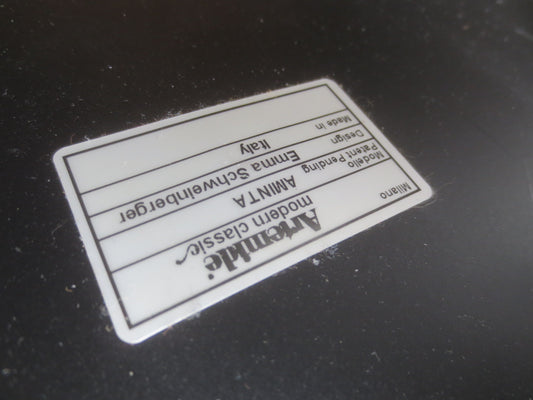 Artemide
modern classic
Milano
Modello AMINTA
Patent Pending
Design Emma Schweinberger
Made in Italy